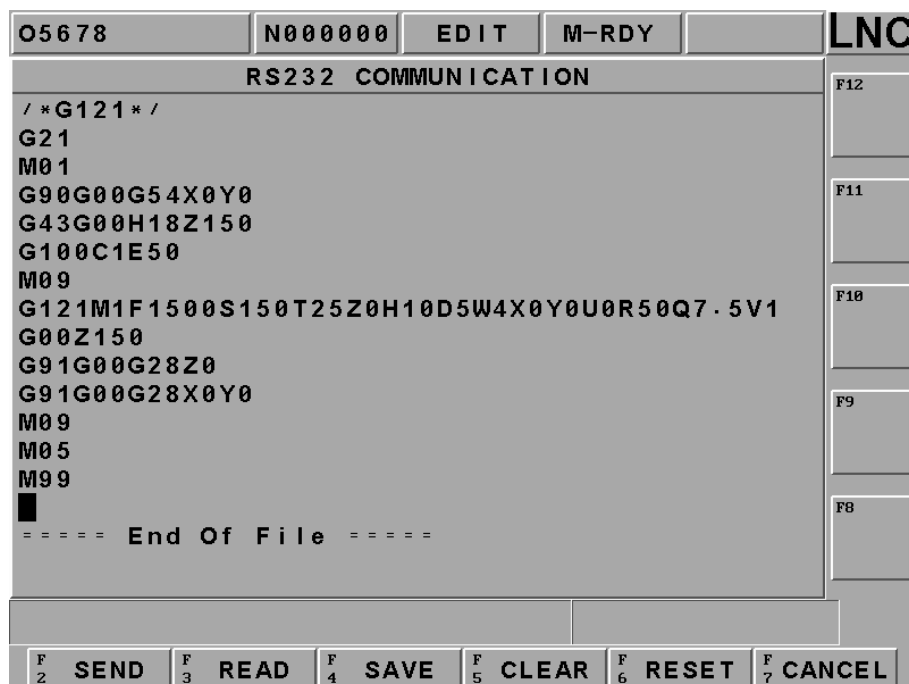 O5678 N000000 EDIT M-RDY LNC
RS232 COMMUNICATION
/*G121*/
G21
M01
G90G00G54X0Y0
G43G00H18Z150
G100C1E50
M09
G121M1F1500S150T25Z0H10D5W4X0Y0U0R50Q7.5V1
G00Z150
G91G00G28Z0
G91G00G28X0Y0
M09
M05
M99
===== End Of File =====
F12
F11
F10
F9
F8
F2 SEND F3 READ F4 SAVE F5 CLEAR F6 RESET F7 CANCEL